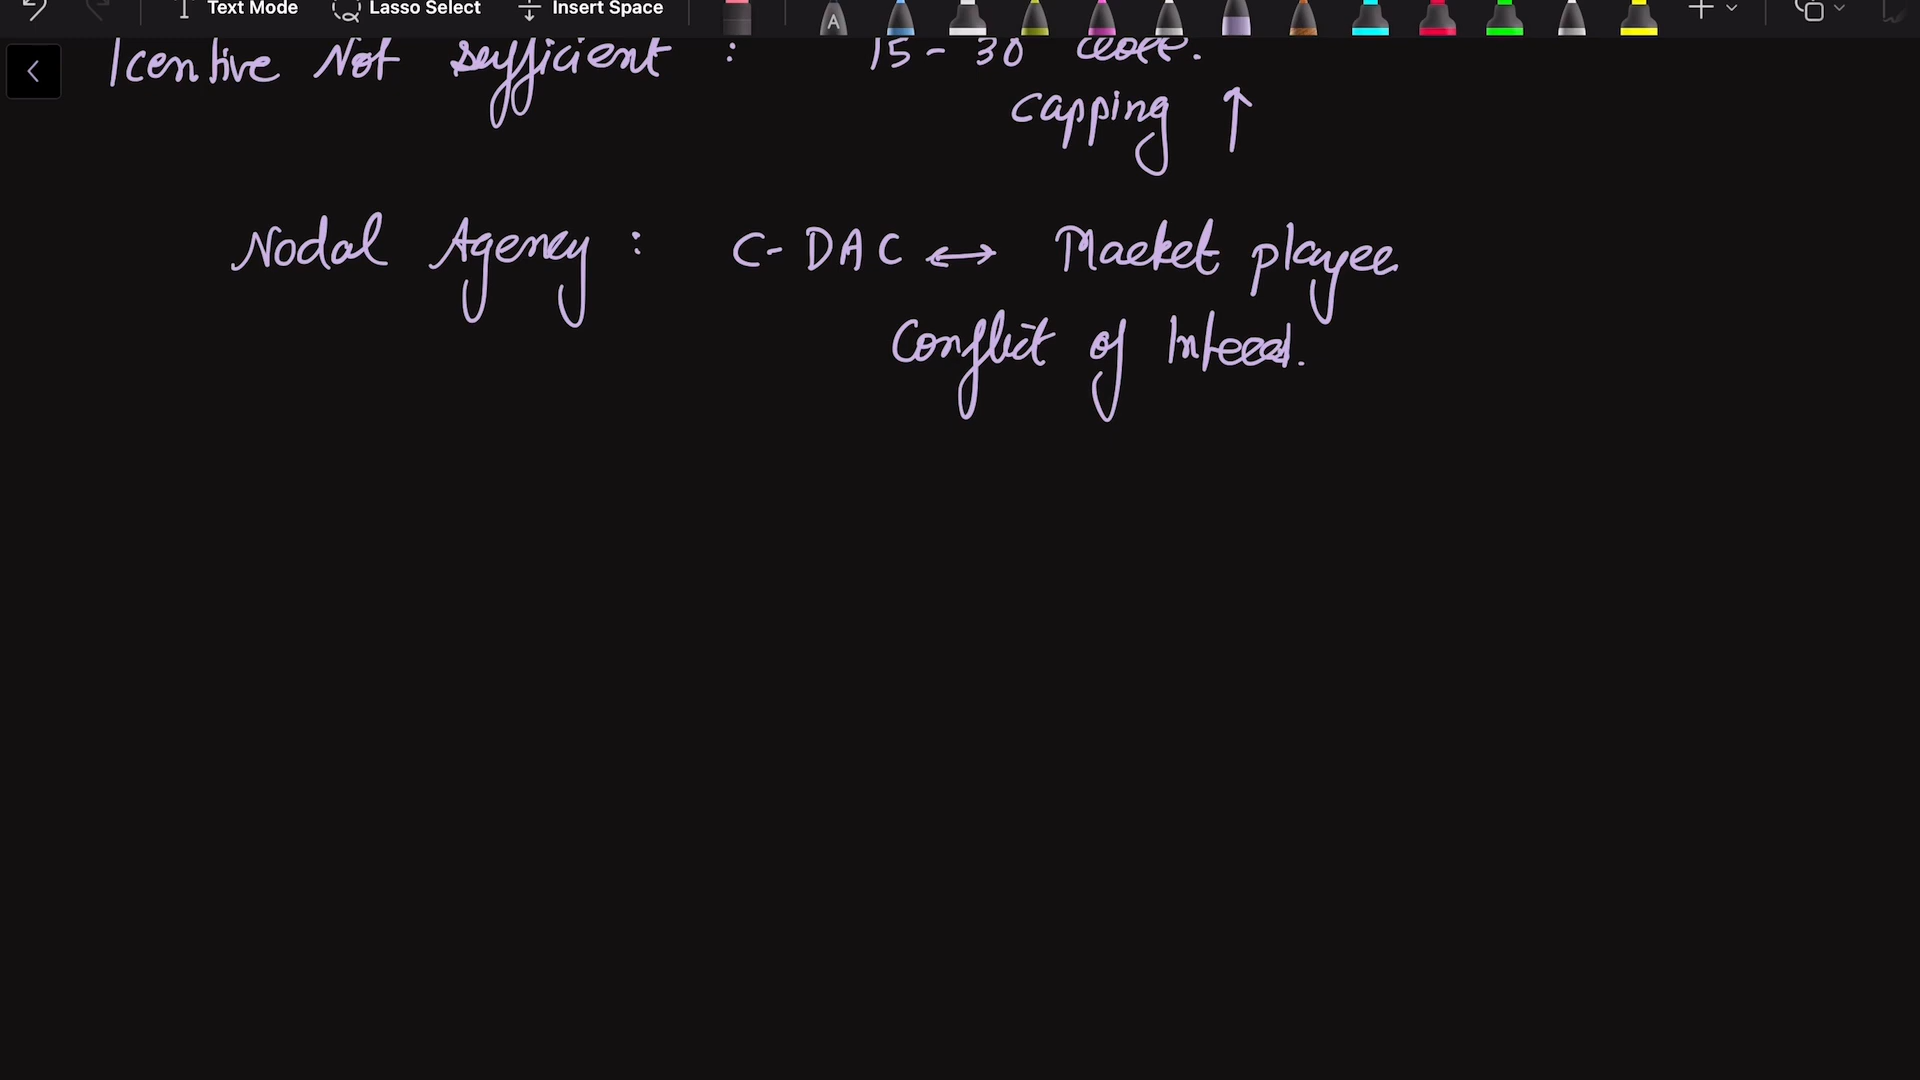 Text Mode Lasso Select Insert Space
A
Icentive Not sufficient : 15 - 30 crore.
capping ↑
Nodal Agency : C-DAC ↔ Market player
Conflict of Interest.